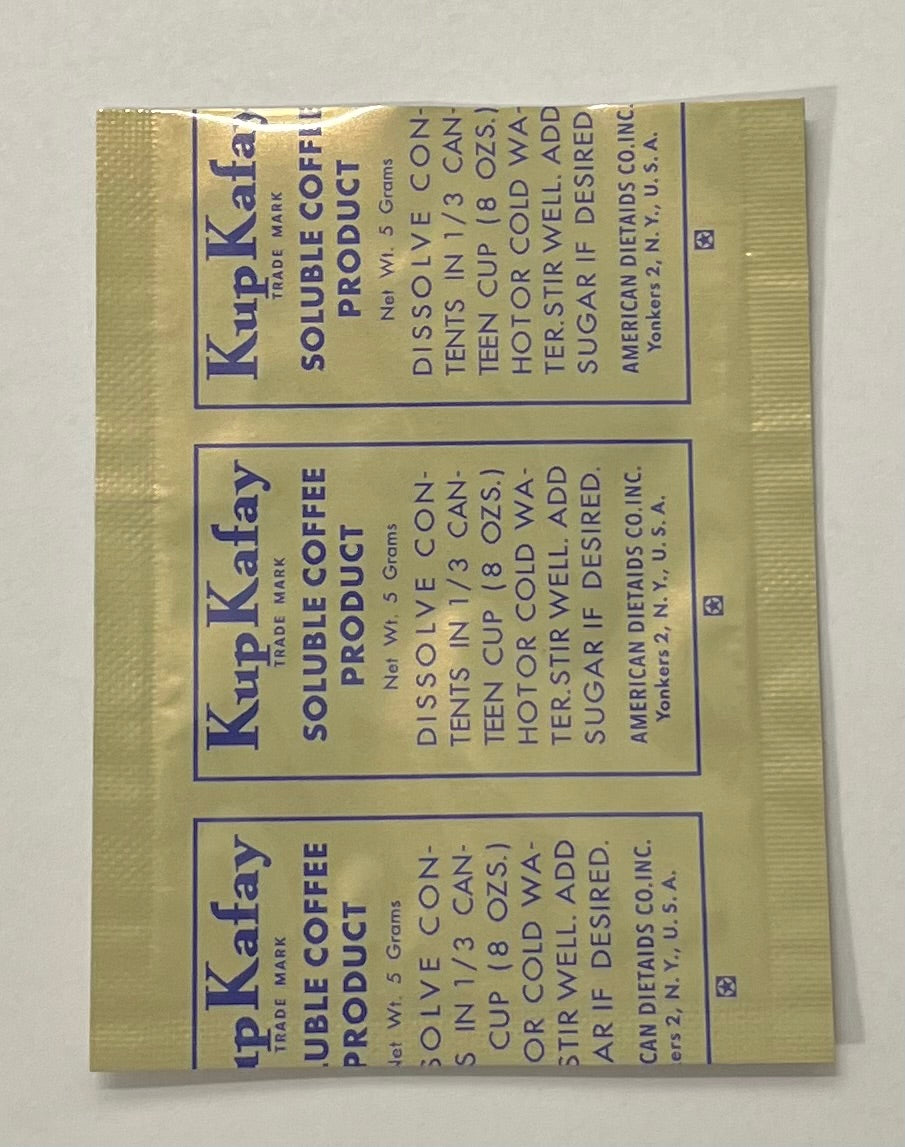 upKafay
TRADE MARK
UBLE COFFEE
PRODUCT
Net Wt. 5 Grams
SOLVE CON-
S IN 1/3 CAN-
CUP (8 OZS.)
OR COLD WA-
STIR WELL. ADD
AR IF DESIRED.
CAN DIETAIDS CO.INC.
ers 2, N. Y., U. S. A.
KupKafay
TRADE MARK
SOLUBLE COFFEE
PRODUCT
Net Wt. 5 Grams
DISSOLVE CON-
TENTS IN 1/3 CAN-
TEEN CUP (8 OZS.)
HOT OR COLD WA-
TER. STIR WELL. ADD
SUGAR IF DESIRED.
AMERICAN DIETAIDS CO.INC.
Yonkers 2, N. Y., U. S. A.
KupKafay
TRADE MARK
SOLUBLE COFFEE
PRODUCT
Net Wt. 5 Grams
DISSOLVE CON-
TENTS IN 1/3 CAN-
TEEN CUP (8 OZS.)
HOT OR COLD WA-
TER. STIR WELL. ADD
SUGAR IF DESIRED
AMERICAN DIETAIDS CO.INC.
Yonkers 2, N. Y., U. S. A.